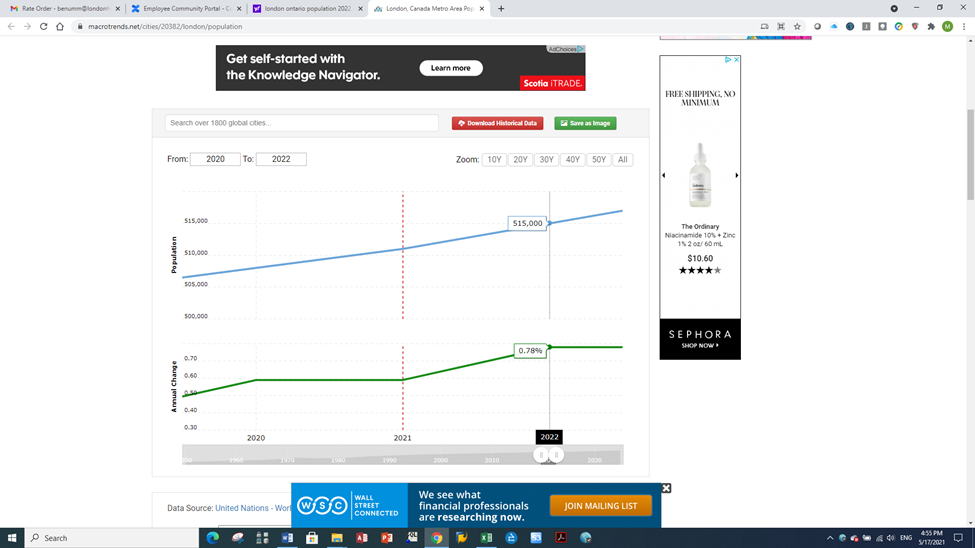 Rate Order - benumm@londonh
Employee Community Portal - Co
london ontario population 2022
London, Canada Metro Area Pop
macrotrends.net/cities/20382/london/population
M
Get self-started with
the Knowledge Navigator.
Learn more
AdChoices
Scotia iTRADE.
Search over 1800 global cities...
Download Historical Data
Save as Image
From: 2020 To: 2022
Zoom: 10Y 20Y 30Y 40Y 50Y All
515,000
$15,000
$10,000
$05,000
$00,000
Population
0.78%
0.70
0.60
0.50
0.40
0.30
Annual Change
2020 2021 2022
1960 1970 1980 1990 2000 2010 2030
Data Source: United Nations - Worl
WSC WALL
STREET
CONNECTED
We see what
financial professionals
are researching now.
JOIN MAILING LIST
FREE SHIPPING, NO
MINIMUM
The Ordinary
Niacinamide 10% + Zinc
1% 2 oz/ 60 mL
$10.60
SEPHORA
SHOP NOW
Search
ENG
4:55 PM
5/17/2021